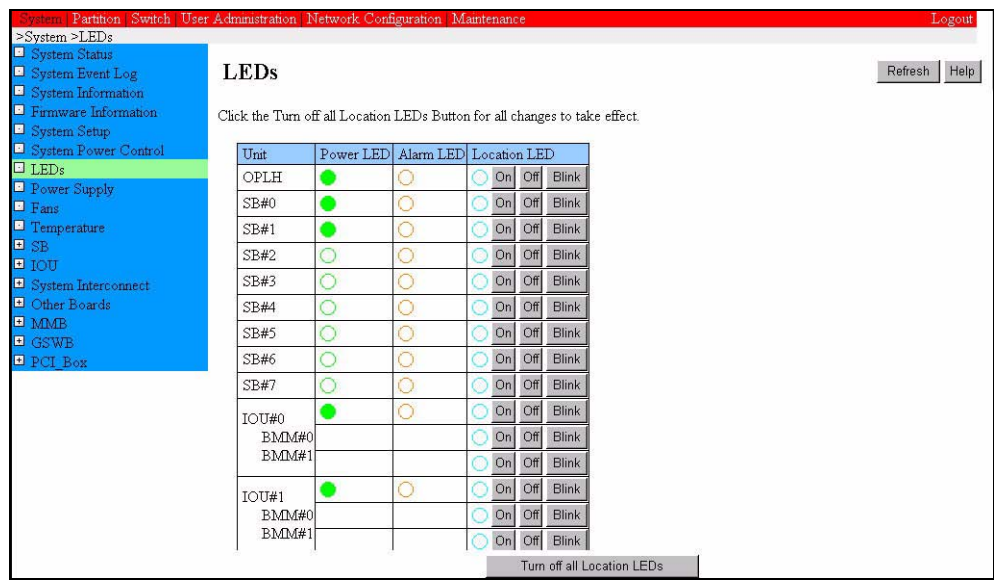 System | Partition | Switch | User Administration | Network Configuration | Maintenance Logout
>System >LEDs
System Status
System Event Log
System Information
Firmware Information
System Setup
System Power Control
LEDs
Power Supply
Fans
Temperature
SB
IOU
System Interconnect
Other Boards
MMB
GSWB
PCI_Box
LEDs
Refresh Help
Click the Turn off all Location LEDs Button for all changes to take effect.
Unit Power LED Alarm LED Location LED
OPLH On Off Blink
SB#0 On Off Blink
SB#1 On Off Blink
SB#2 On Off Blink
SB#3 On Off Blink
SB#4 On Off Blink
SB#5 On Off Blink
SB#6 On Off Blink
SB#7 On Off Blink
IOU#0 On Off Blink
BMM#0 On Off Blink
BMM#1 On Off Blink
IOU#1 On Off Blink
BMM#0 On Off Blink
BMM#1 On Off Blink
Turn off all Location LEDs